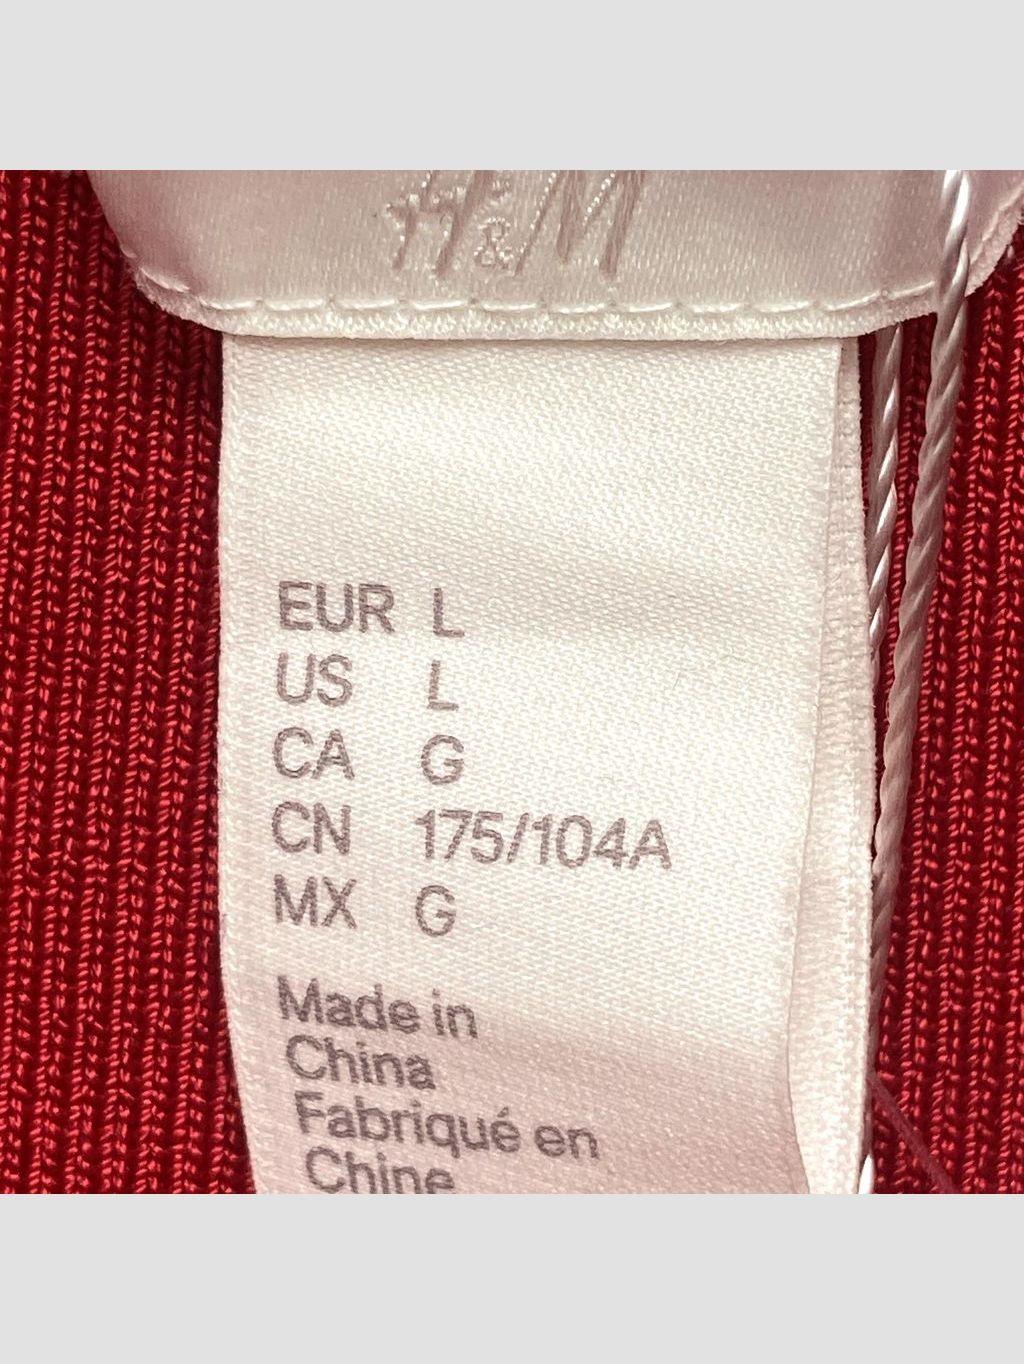 H&M
EUR L
US L
CA G
CN 175/104A
MX G
Made in
China
Fabriqué en
Chine